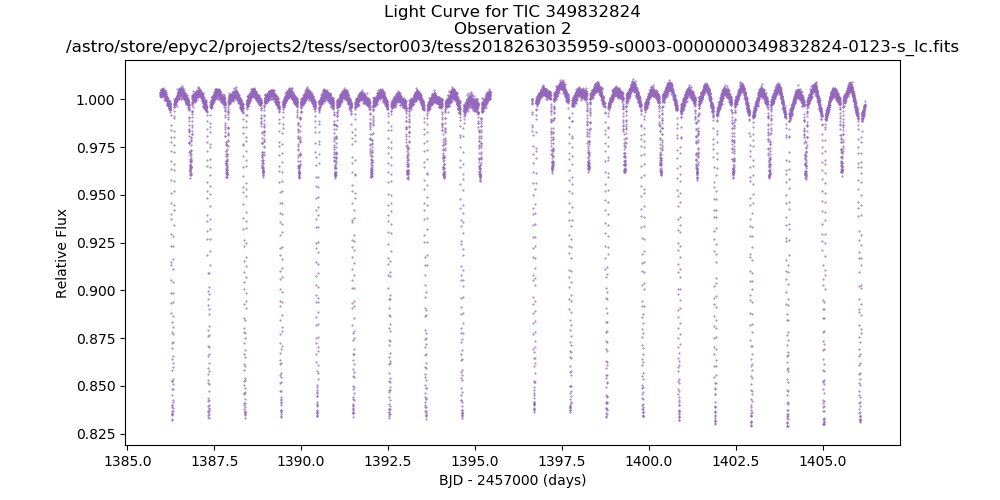 Light Curve for TIC 349832824
Observation 2
/astro/store/epyc2/projects2/tess/sector003/tess2018263035959-s0003-0000000349832824-0123-s_lc.fits
1.000
0.975
0.950
0.925
0.900
0.875
0.850
0.825
Relative Flux
1385.0 1387.5 1390.0 1392.5 1395.0 1397.5 1400.0 1402.5 1405.0
BJD - 2457000 (days)